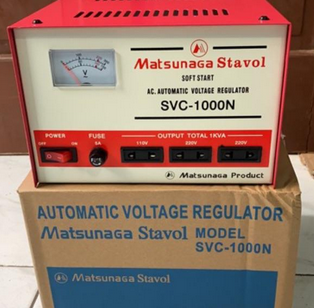 Matsunaga Stavol
SOFT START
AC. AUTOMATIC VOLTAGE REGULATOR
SVC-1000N
V
POWER
OFF ON
FUSE
OUTPUT TOTAL 1KVA
110V 220V 220V
Matsunaga Product
AUTOMATIC VOLTAGE REGULATOR
Matsunaga Stavol MODEL
SVC-1000N
Matsunaga Stavol